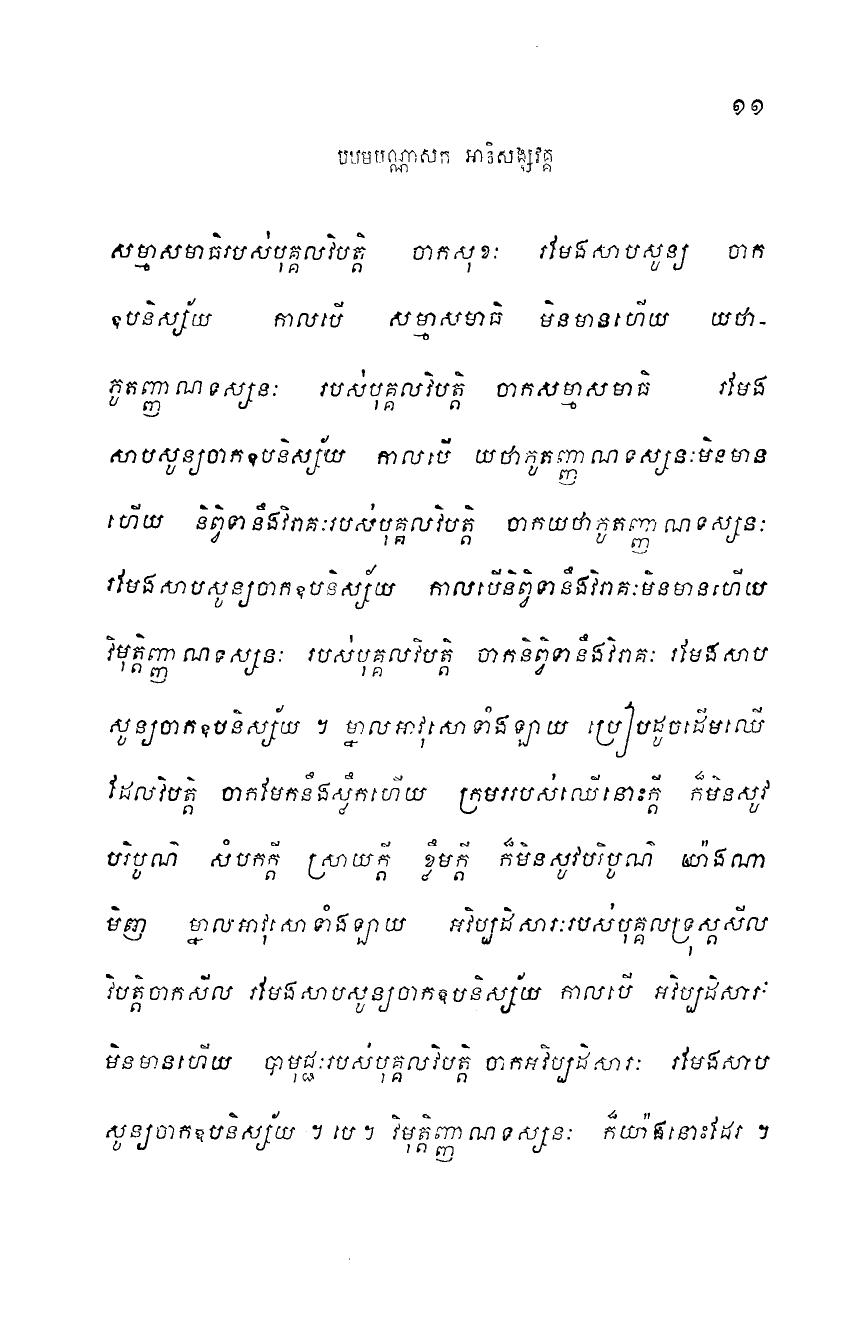 ១១
បឋមបណ្ណាសក អានិសង្សវគ្គ
សម្មាសមាធិរបស់បុគ្គលវិបត្តិ ចាកសុខៈ រមែងសាបសូន្យ ចាក
ឧបនិស្ស័យ កាលបើ សម្មាសមាធិ មិនមានហើយ យថា-
ភូតញ្ញាណទស្សនៈ របស់បុគ្គលវិបត្តិ ចាកសម្មាសមាធិ រមែង
សាបសូន្យចាកឧបនិស្ស័យ កាលបើ យថាភូតញ្ញាណទស្សនៈមិនមាន
ហើយ និព្វិទានឹងវិរាគៈរបស់បុគ្គលវិបត្តិ ចាកយថាភូតញ្ញាណទស្សនៈ
រមែងសាបសូន្យចាកឧបនិស្ស័យ កាលបើនិព្វិទានឹងវិរាគៈមិនមានហើយ
វិមុត្តិញ្ញាណទស្សនៈ របស់បុគ្គលវិបត្តិ ចាកនិព្វិទានឹងវិរាគៈ រមែងសាប
សូន្យចាកឧបនិស្ស័យ ។ ម្នាលអាវុសោទាំងឡាយ ប្រៀបដូចដើមឈើ
ដែលវិបត្តិ ចាកមែកនឹងស្លឹកហើយ ក្រមររបស់ឈើនោះក្តី ក៏មិនសូវ
បរិបូណ៌ សំបកក្តី ស្រាយក្តី ខ្លឹមក្តី ក៏មិនសូវបរិបូណ៌ យ៉ាងណា
មិញ ម្នាលអាវុសោទាំងឡាយ អវិប្បដិសារៈរបស់បុគ្គលទ្រុស្តសីល
វិបត្តិចាកសីល រមែងសាបសូន្យចាកឧបនិស្ស័យ កាលបើ អវិប្បដិសារៈ
មិនមានហើយ បាមុជ្ជៈរបស់បុគ្គលវិបត្តិ ចាកអវិប្បដិសារៈ រមែងសាប
សូន្យចាកឧបនិស្ស័យ ។ បេ ។ វិមុត្តិញ្ញាណទស្សនៈ ក៏យ៉ាងនោះដែរ ។